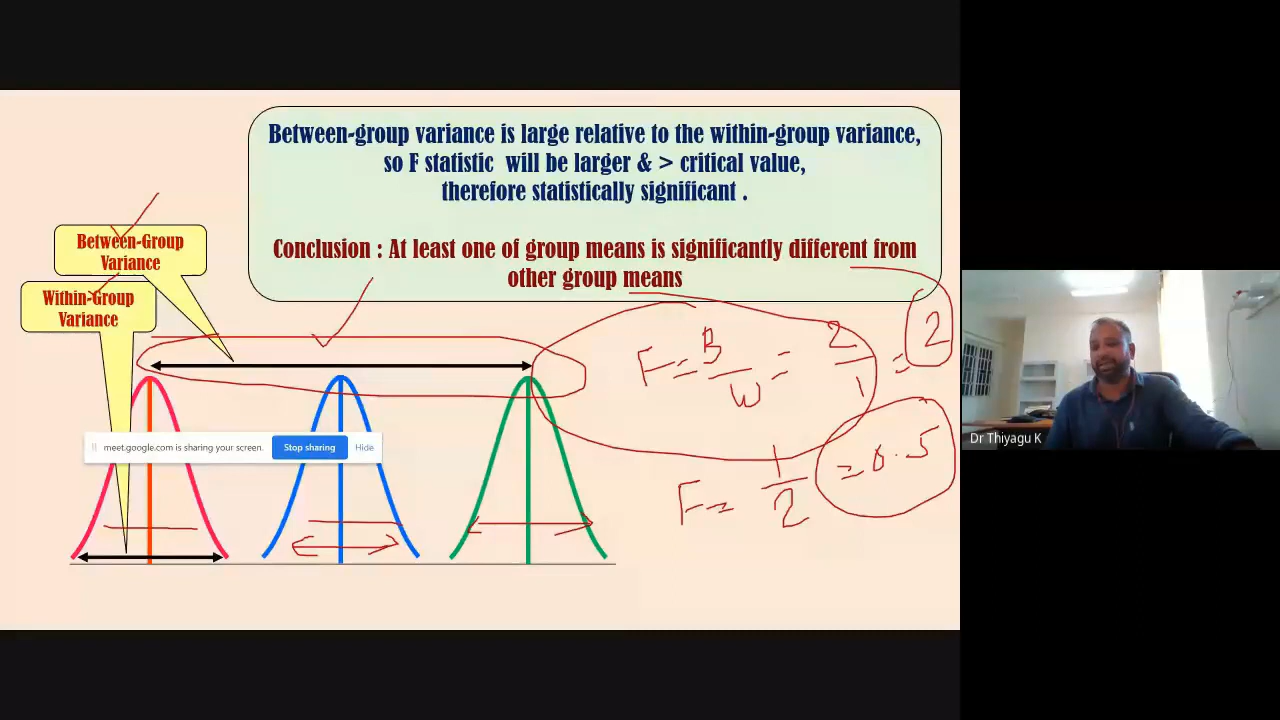 Between-group variance is large relative to the within-group variance,
so F statistic will be larger & > critical value,
therefore statistically significant .
Conclusion : At least one of group means is significantly different from
other group means
Between-Group
Variance
Within-Group
Variance
F = B / W = 2 / 1 = 2
F = 1 / 2 = 0.5
meet.google.com is sharing your screen.
Stop sharing
Hide
Dr Thiyagu K